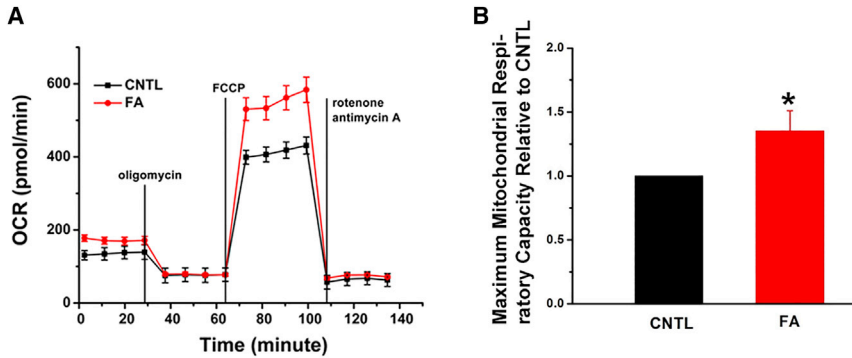 A
OCR (pmol/min)
600
400
200
0
CNTL
FA
oligomycin
FCCP
rotenone
antimycin A
0 20 40 60 80 100 120 140
Time (minute)
B
Maximum Mitochondrial Respi-
ratory Capacity Relative to CNTL
2.0
1.5
1.0
0.5
0.0
*
CNTL FA